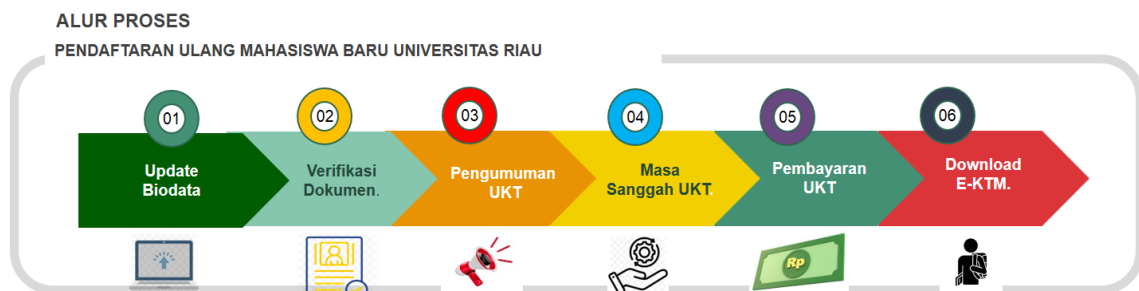 ALUR PROSES
PENDAFTARAN ULANG MAHASISWA BARU UNIVERSITAS RIAU
01
Update
Biodata
02
Verifikasi
Dokumen.
03
Pengumuman
UKT
04
Masa
Sanggah UKT.
05
Pembayaran
UKT
06
Download
E-KTM.
Rp